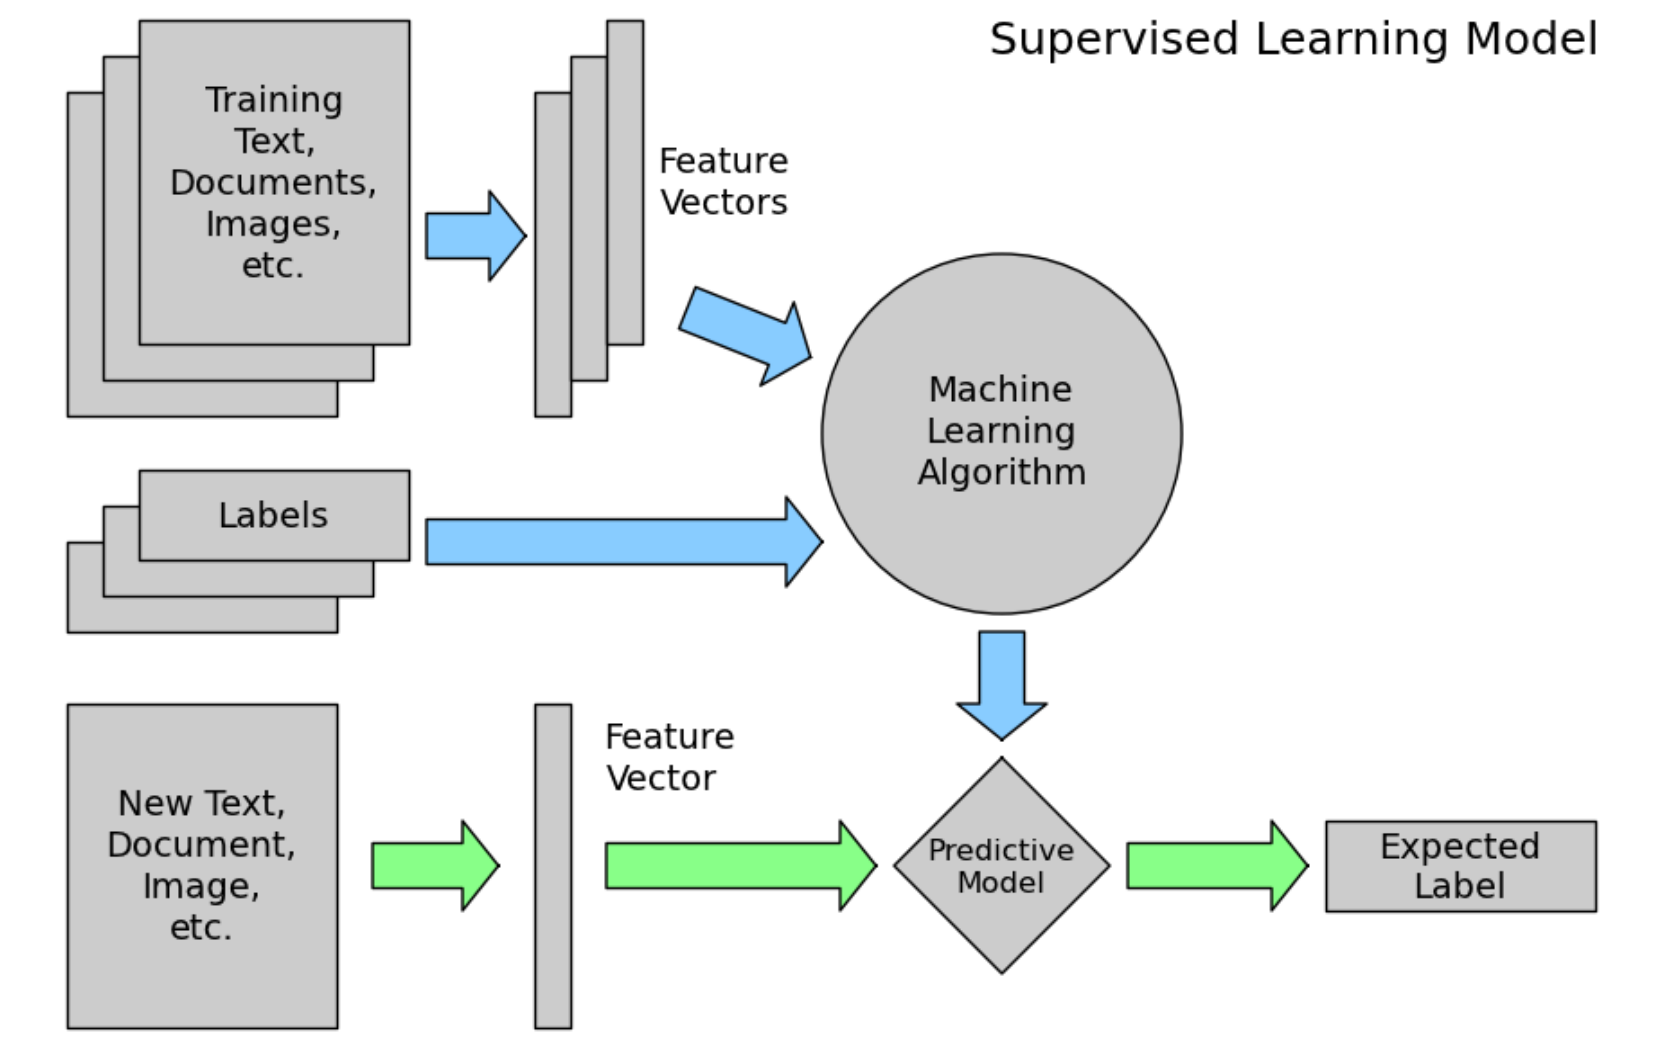 Supervised Learning Model
Training
Text,
Documents,
Images,
etc.
Feature
Vectors
Machine
Learning
Algorithm
Labels
New Text,
Document,
Image,
etc.
Feature
Vector
Predictive
Model
Expected
Label